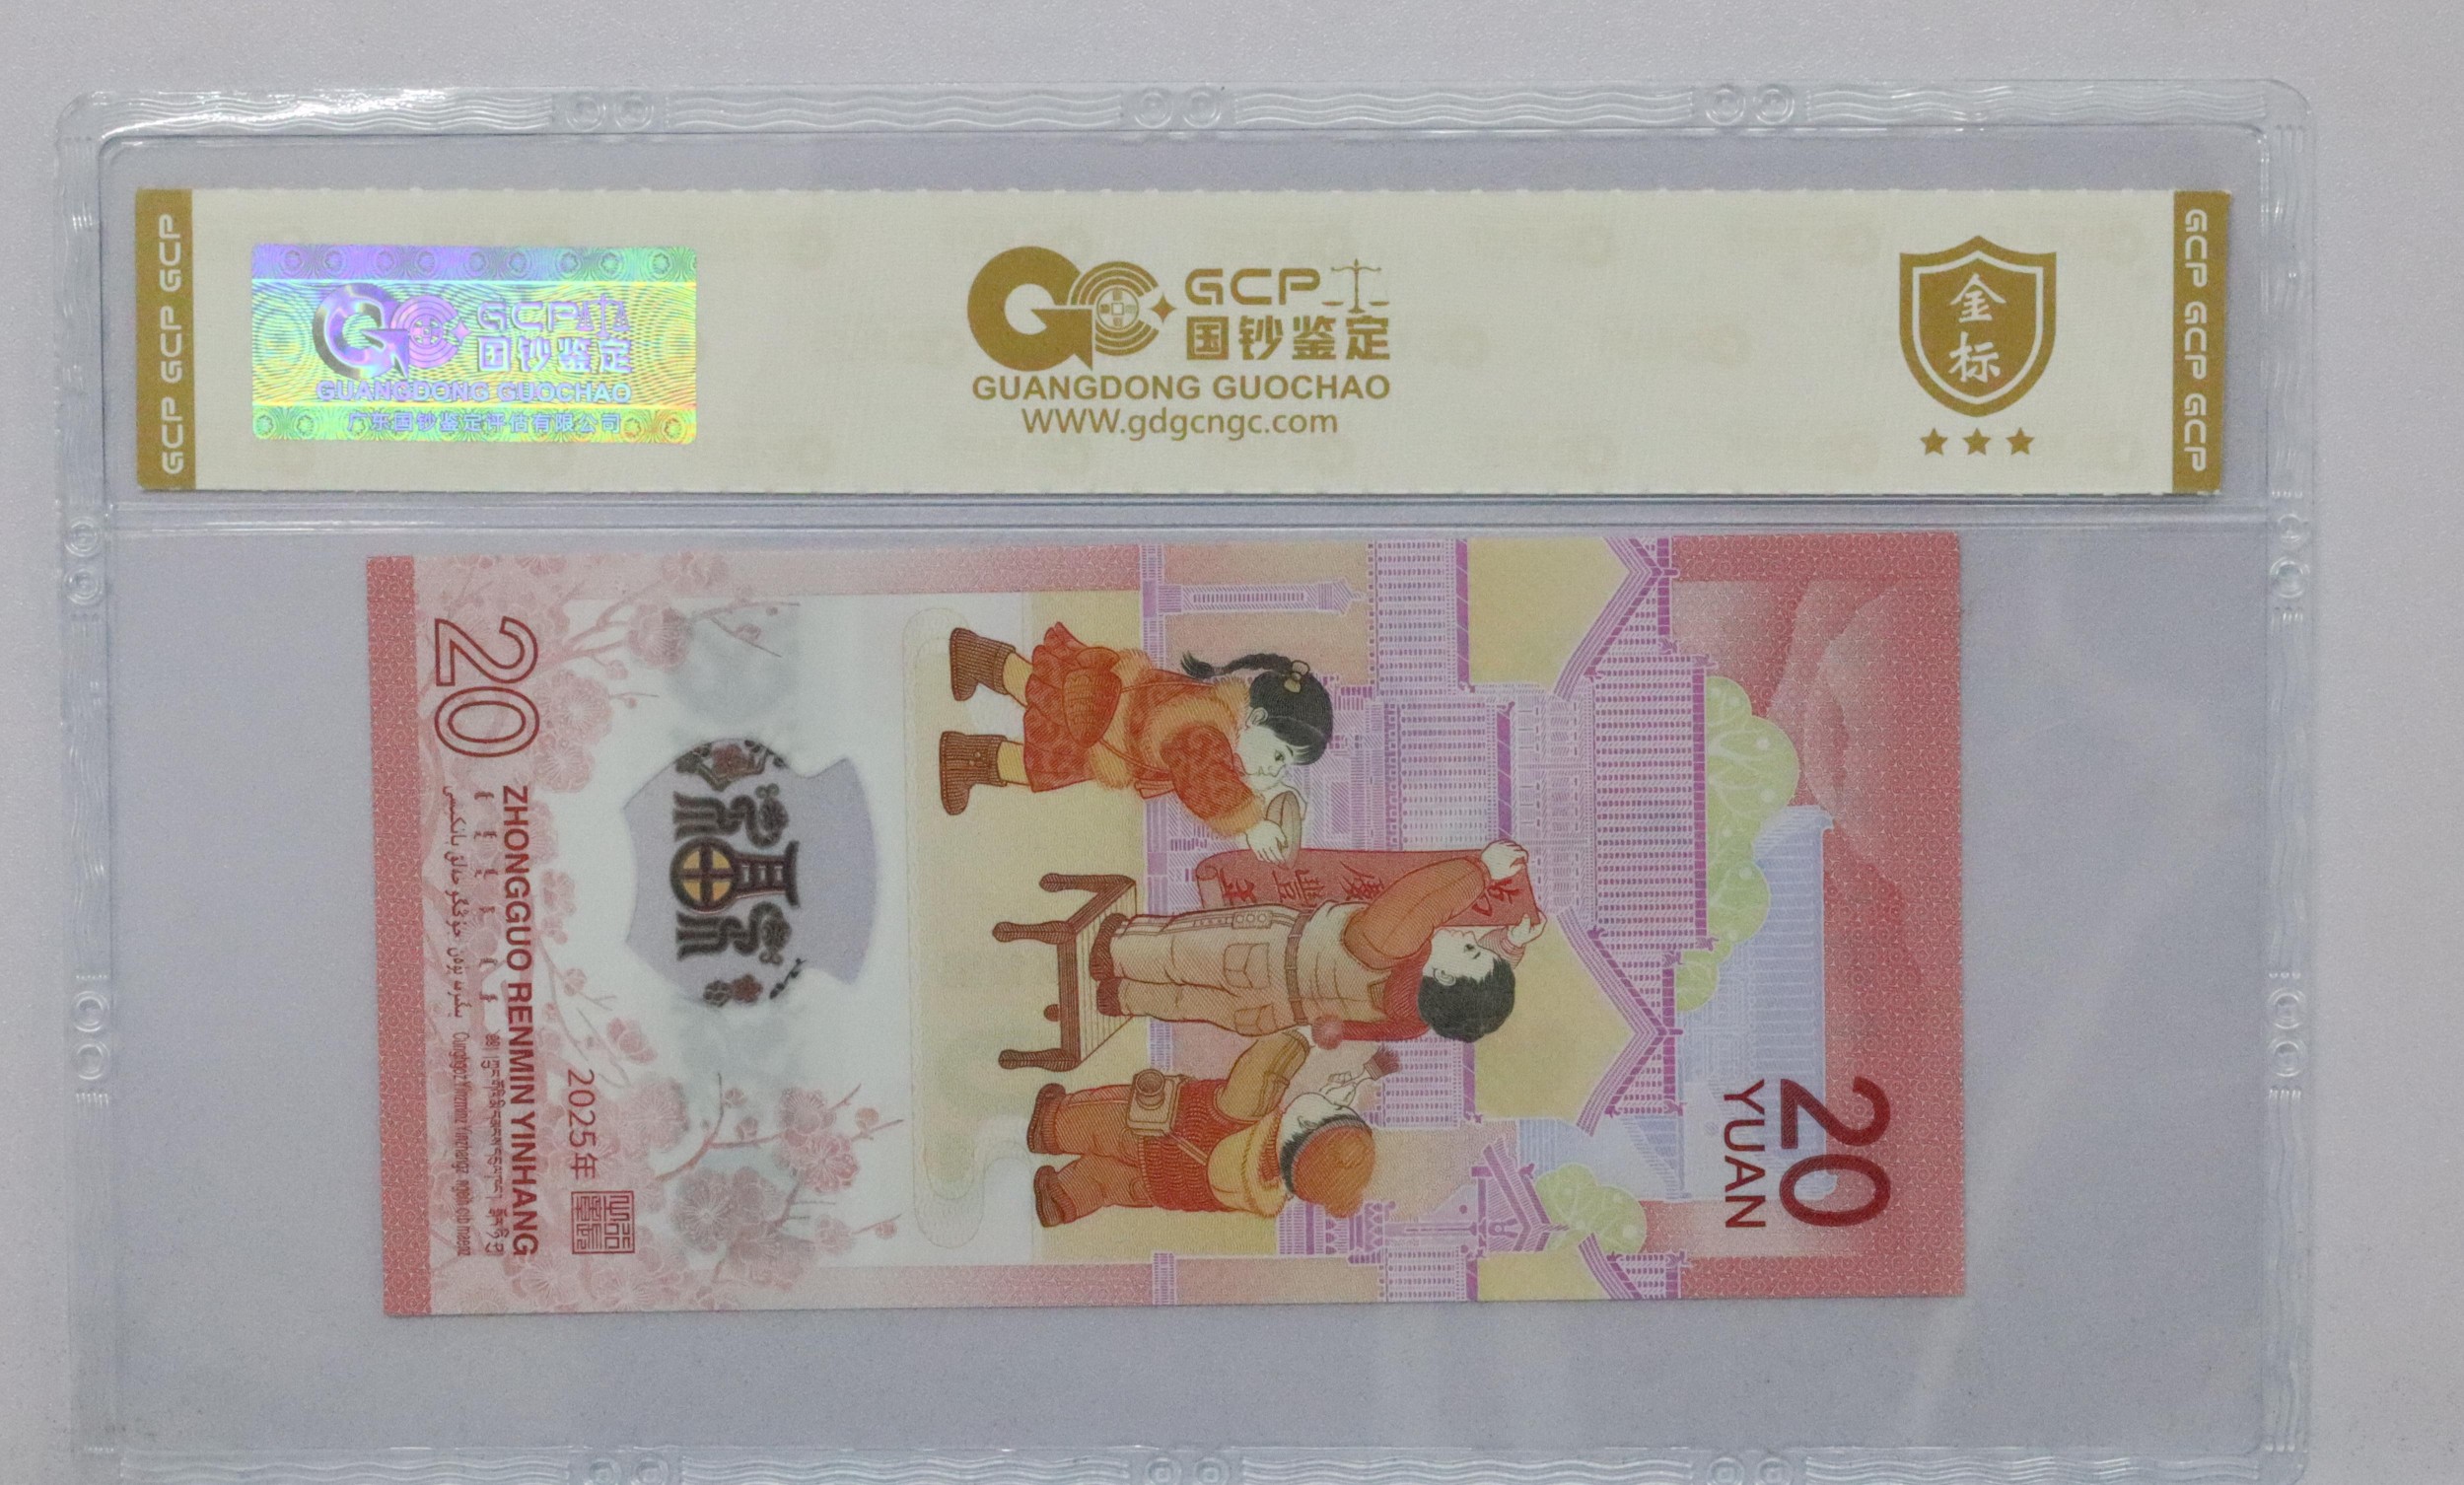 GCP GCP GCP
GCP
国钞鉴定
GUANGDONG GUOCHAO
广东国钞鉴定评估有限公司
GCP
国钞鉴定
GUANGDONG GUOCHAO
WWW.gdgcngc.com
金
标
GCP GCP GCP
20
YUAN
2025年
20
ZHONGGUO RENMIN YINHANG